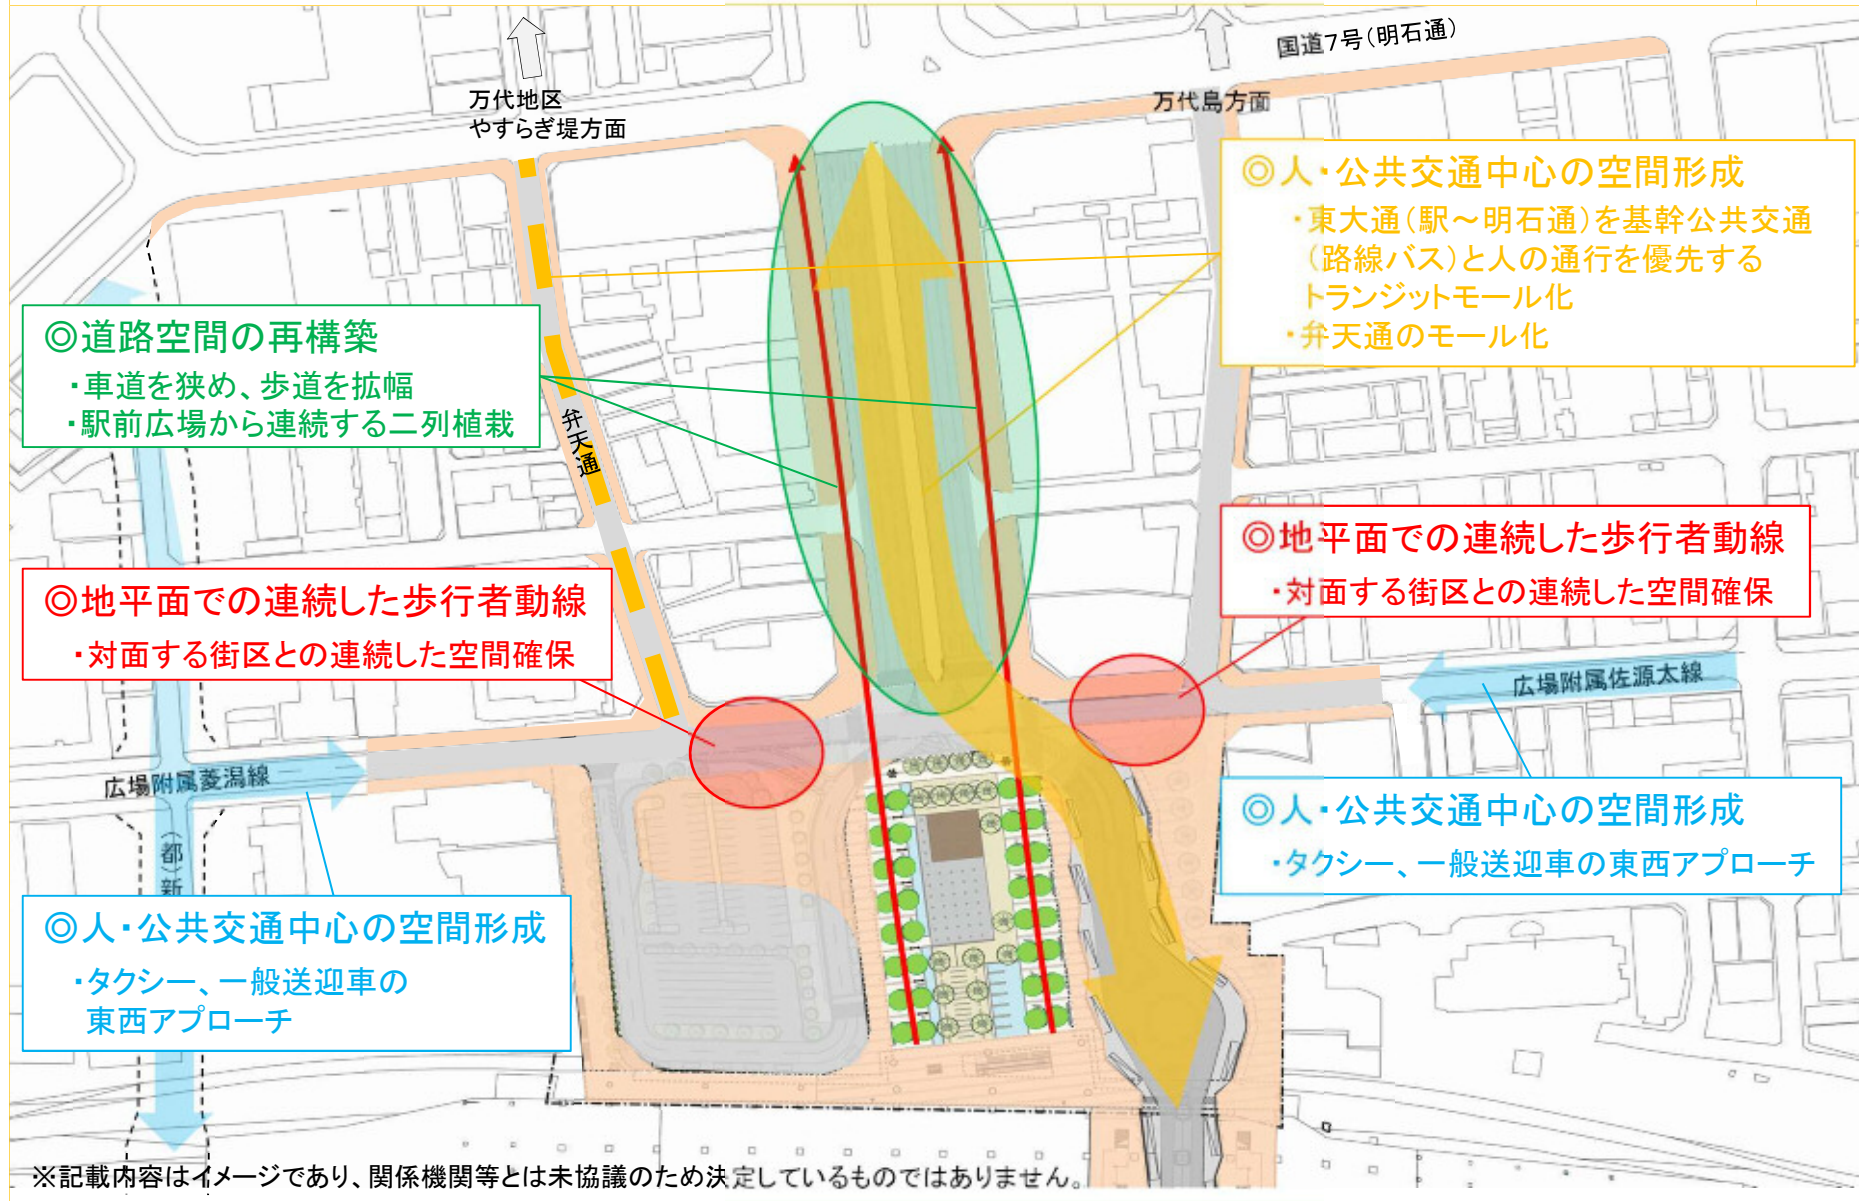 国道7号(明石通)
万代地区
やすらぎ堤方面
万代島方面
◎人・公共交通中心の空間形成
・東大通(駅～明石通)を基幹公共交通
(路線バス)と人の通行を優先する
トランジットモール化
・弁天通のモール化
◎道路空間の再構築
・車道を狭め、歩道を拡幅
・駅前広場から連続する二列植栽
弁天通
◎地平面での連続した歩行者動線
・対面する街区との連続した空間確保
◎地平面での連続した歩行者動線
・対面する街区との連続した空間確保
広場附属佐源太線
広場附属菱潟線
(都)新
◎人・公共交通中心の空間形成
・タクシー、一般送迎車の東西アプローチ
◎人・公共交通中心の空間形成
・タクシー、一般送迎車の
東西アプローチ
※記載内容はイメージであり、関係機関等とは未協議のため決定しているものではありません。